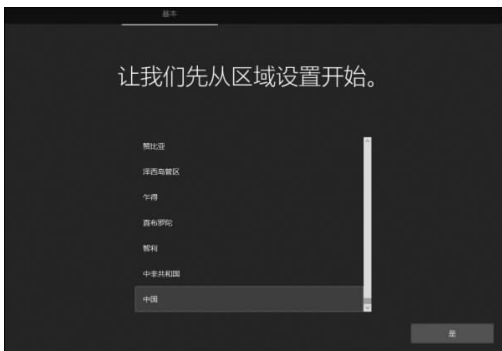 基本
让我们先从区域设置开始。
赞比亚
泽西岛管区
乍得
直布罗陀
智利
中非共和国
中国
是